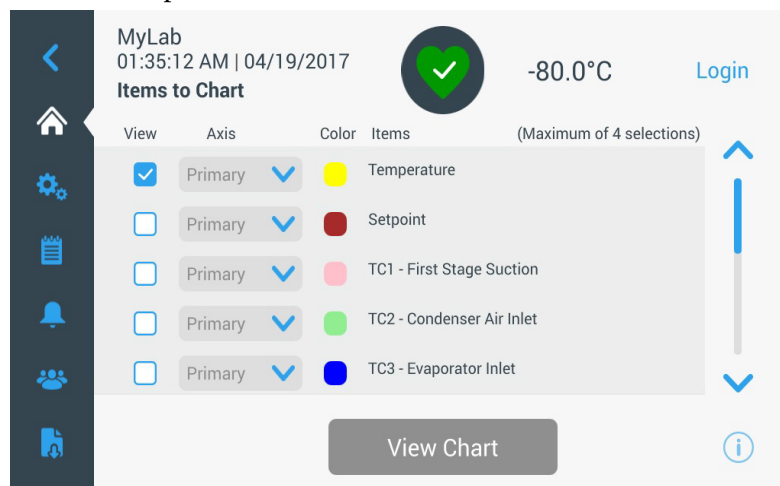 MyLab
01:35:12 AM | 04/19/2017
Items to Chart
-80.0°C
Login
View Axis Color Items (Maximum of 4 selections)
Primary Temperature
Primary Setpoint
Primary TC1 - First Stage Suction
Primary TC2 - Condenser Air Inlet
Primary TC3 - Evaporator Inlet
View Chart